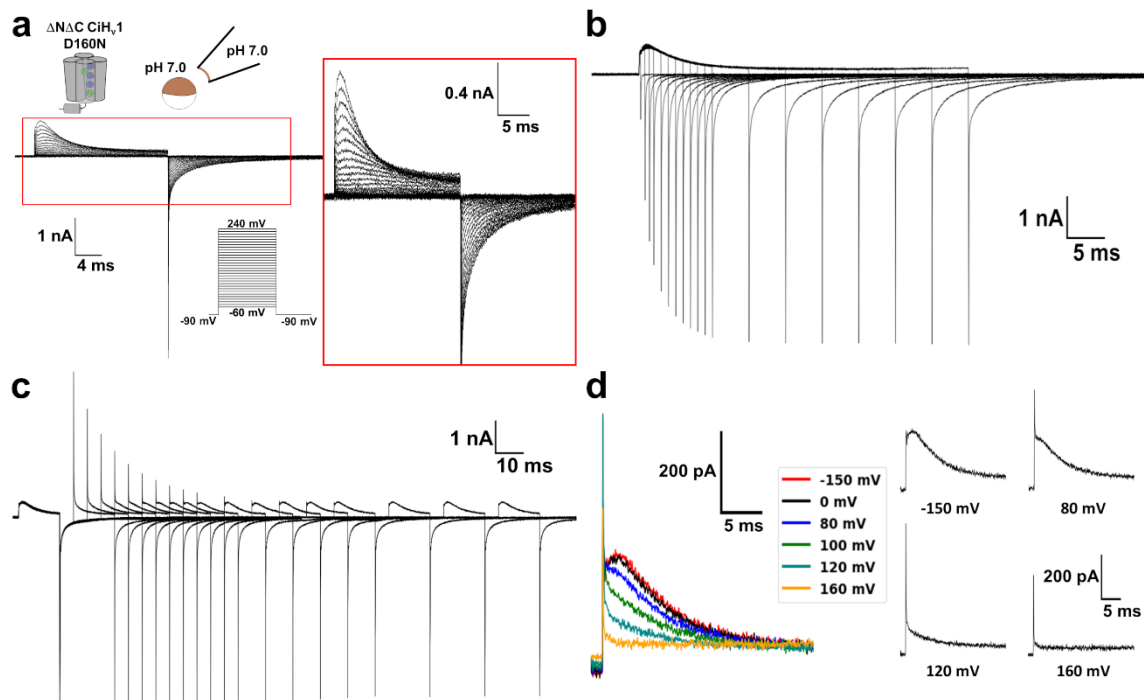 a
ΔNΔC CiHv1
D160N
pH 7.0
pH 7.0
0.4 nA
5 ms
1 nA
4 ms
240 mV
-60 mV
-90 mV
-90 mV
b
1 nA
5 ms
c
1 nA
10 ms
d
200 pA
5 ms
-150 mV
0 mV
80 mV
100 mV
120 mV
160 mV
-150 mV
80 mV
200 pA
5 ms
120 mV
160 mV